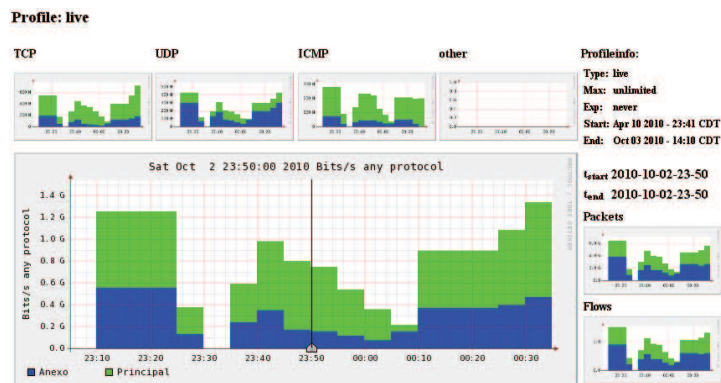 Profile: live
TCP
UDP
ICMP
other
Profileinfo:
Type: live
Max: unlimited
Exp: never
Start: Apr 10 2010 - 23:41 CDT
End: Oct 03 2010 - 14:10 CDT
tstart 2010-10-02-23-50
tend 2010-10-02-23-50
Packets
Flows
Sat Oct 2 23:50:00 2010 Bits/s any protocol
Bits/s any protocol
1.4 G
1.2 G
1.0 G
0.8 G
0.6 G
0.4 G
0.2 G
0.0
23:10 23:20 23:30 23:40 23:50 00:00 00:10 00:20 00:30
Anexo Principal